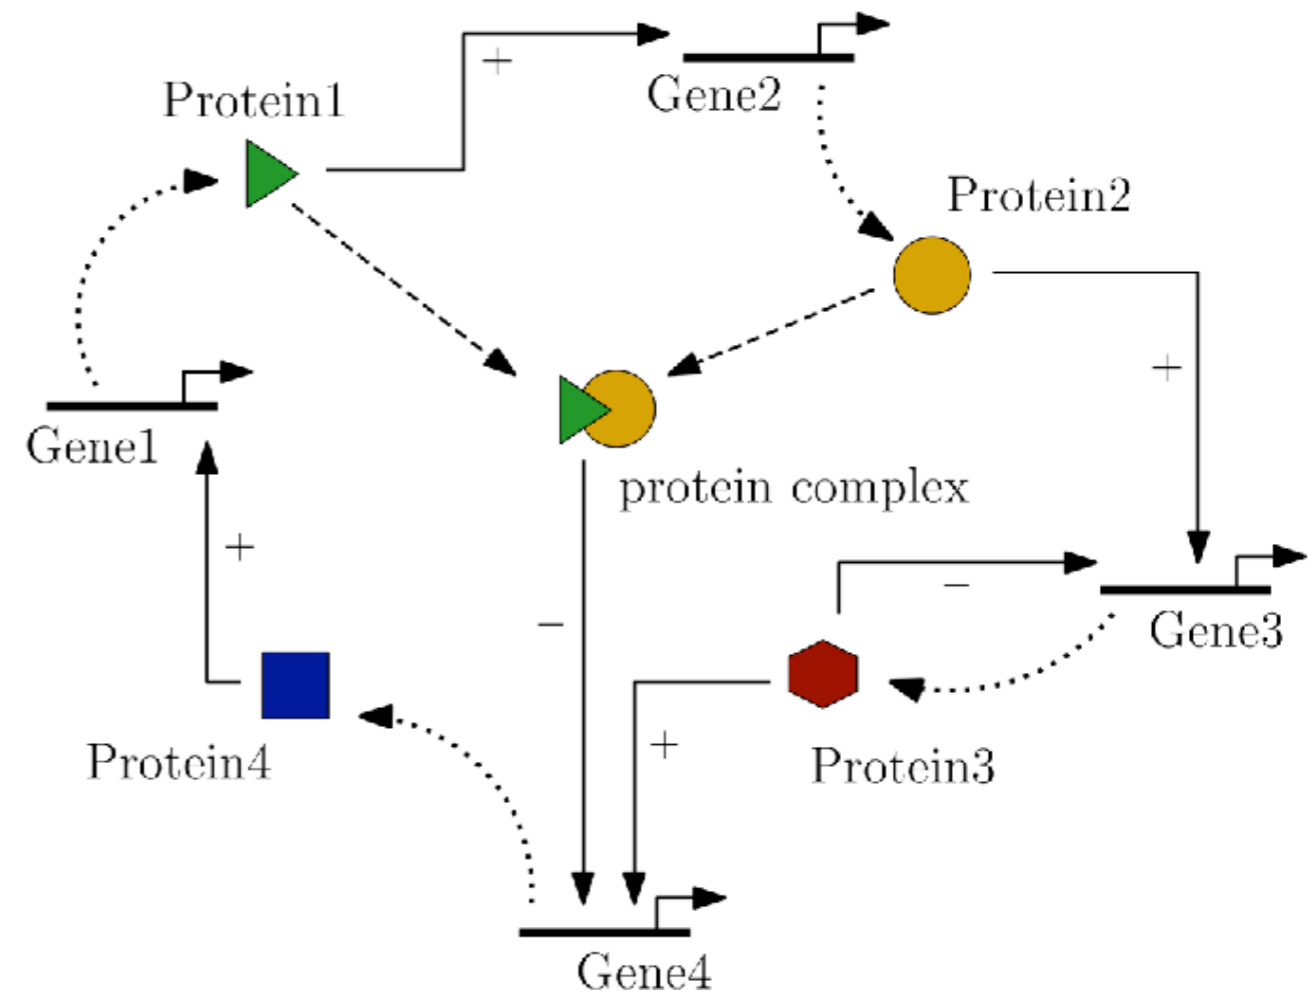 +
Gene2
Protein1
Protein2
+
Gene1
protein complex
+
−
−
Gene3
+
Protein4
Protein3
Gene4